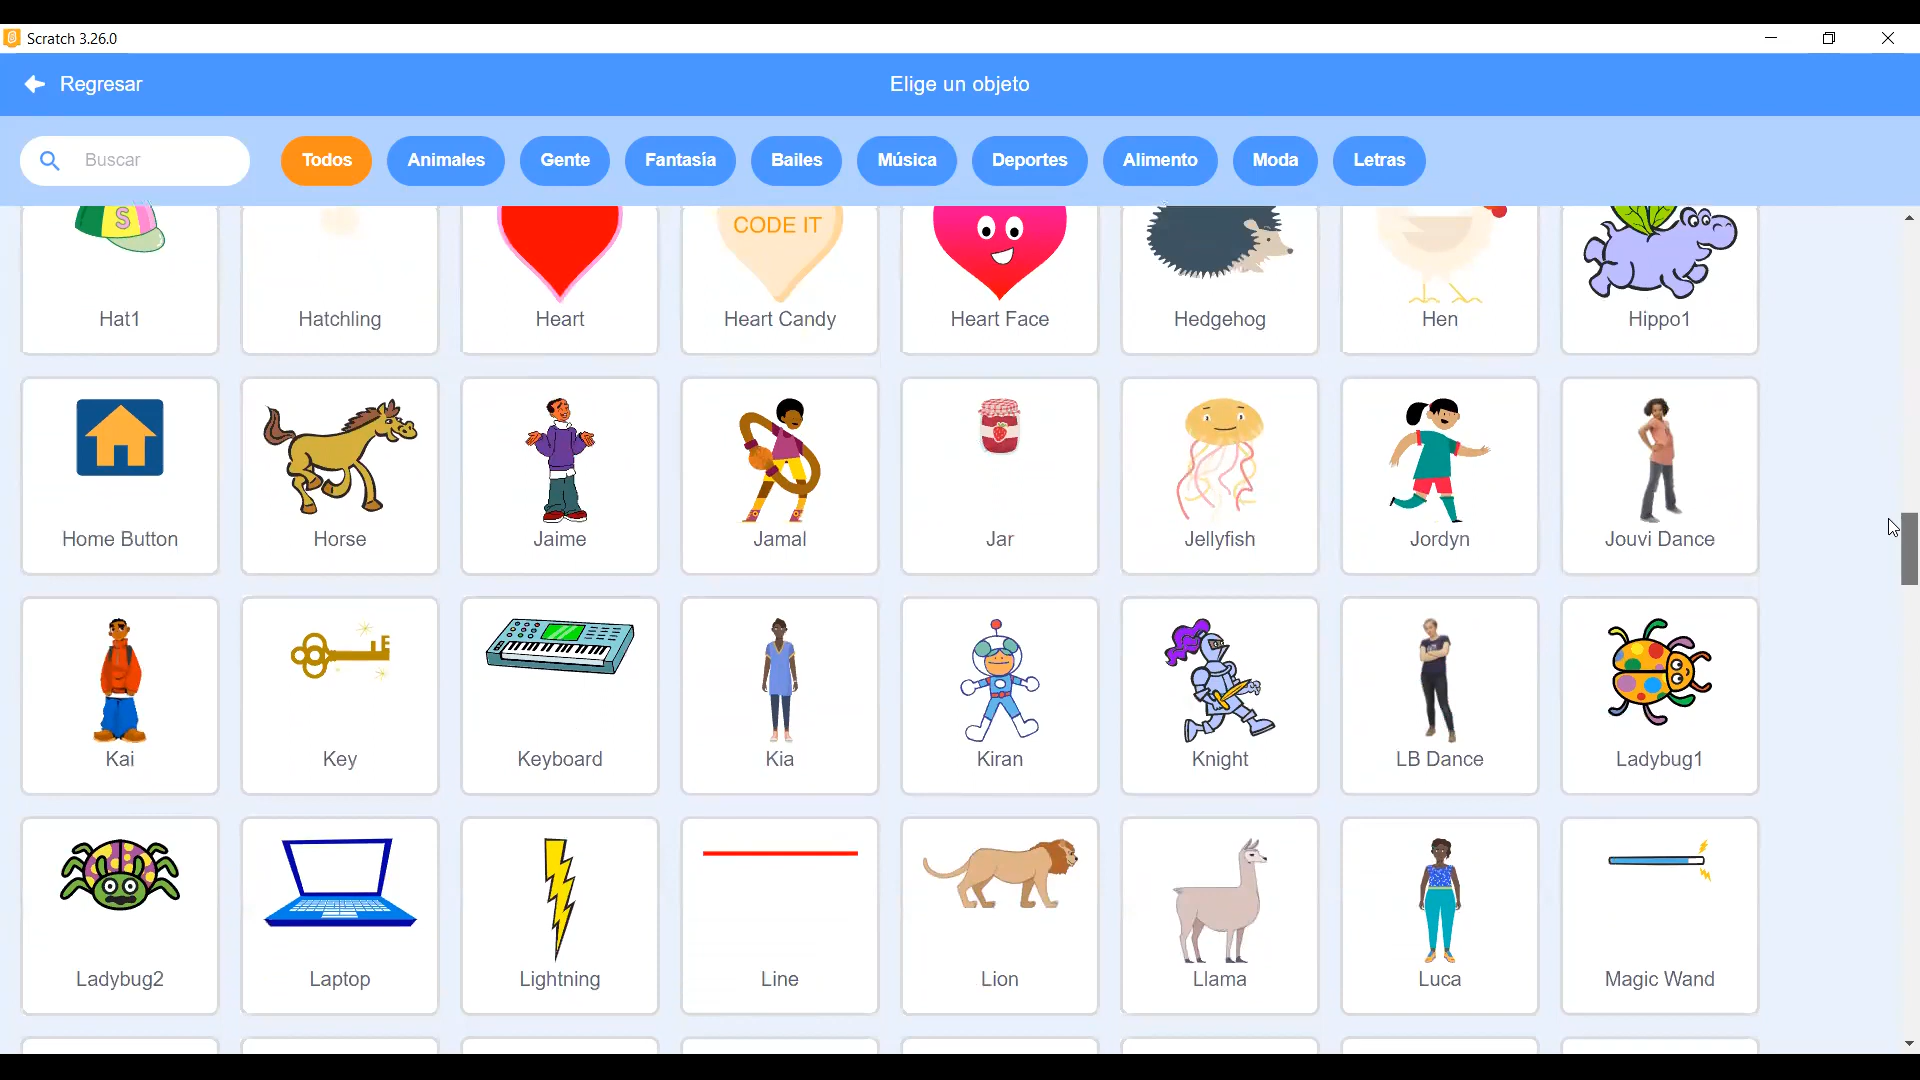 Scratch 3.26.0
Regresar
Elige un objeto
Buscar
Todos
Animales
Gente
Fantasía
Bailes
Música
Deportes
Alimento
Moda
Letras
S
CODE IT
Hat1
Hatchling
Heart
Heart Candy
Heart Face
Hedgehog
Hen
Hippo1
Home Button
Horse
Jaime
Jamal
Jar
Jellyfish
Jordyn
Jouvi Dance
Kai
Key
Keyboard
Kia
Kiran
Knight
LB Dance
Ladybug1
Ladybug2
Laptop
Lightning
Line
Lion
Llama
Luca
Magic Wand